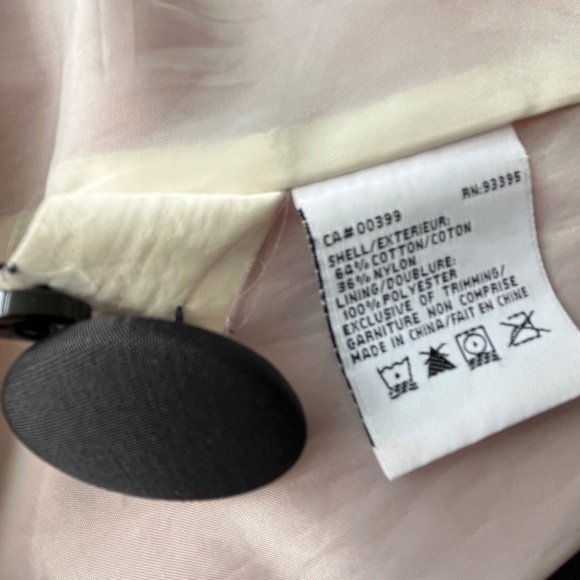 RN:93395
CA#00399
SHELL/EXTERIEUR:
64% COTTON/COTON
36% NYLON
LINING/DOUBLURE:
100% POLYESTER
EXCLUSIVE OF TRIMMING/
GARNITURE NON COMPRISE
MADE IN CHINA/FAIT EN CHINE